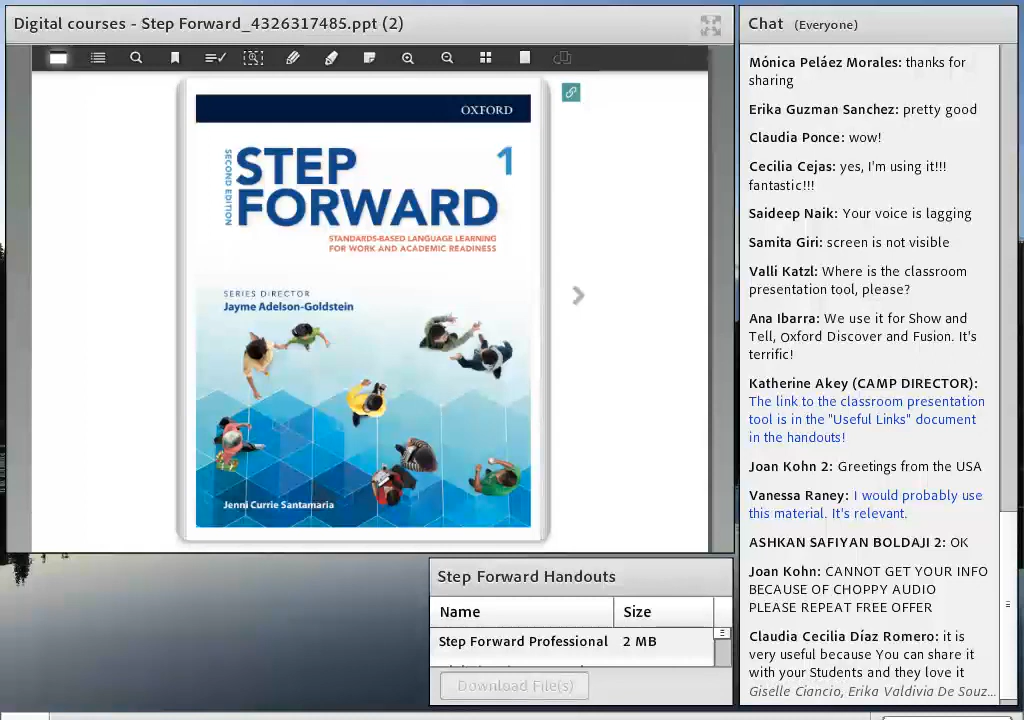 Digital courses - Step Forward_4326317485.ppt (2)
OXFORD
SECOND EDITION
STEP
FORWARD
1
STANDARDS-BASED LANGUAGE LEARNING
FOR WORK AND ACADEMIC READINESS
SERIES DIRECTOR
Jayme Adelson-Goldstein
Jenni Currie Santamaria
Step Forward Handouts
Name Size
Step Forward Professional 2 MB
Download File(s)
Chat (Everyone)
Mónica Peláez Morales: thanks for
sharing
Erika Guzman Sanchez: pretty good
Claudia Ponce: wow!
Cecilia Cejas: yes, I'm using it!!!
fantastic!!!
Saideep Naik: Your voice is lagging
Samita Giri: screen is not visible
Valli Katzl: Where is the classroom
presentation tool, please?
Ana Ibarra: We use it for Show and
Tell, Oxford Discover and Fusion. It's
terrific!
Katherine Akey (CAMP DIRECTOR):
The link to the classroom presentation
tool is in the "Useful Links" document
in the handouts!
Joan Kohn 2: Greetings from the USA
Vanessa Raney: I would probably use
this material. It's relevant.
ASHKAN SAFIYAN BOLDAJI 2: OK
Joan Kohn: CANNOT GET YOUR INFO
BECAUSE OF CHOPPY AUDIO
PLEASE REPEAT FREE OFFER
Claudia Cecilia Díaz Romero: it is
very useful because You can share it
with your Students and they love it
Giselle Ciancio, Erika Valdivia De Souz...